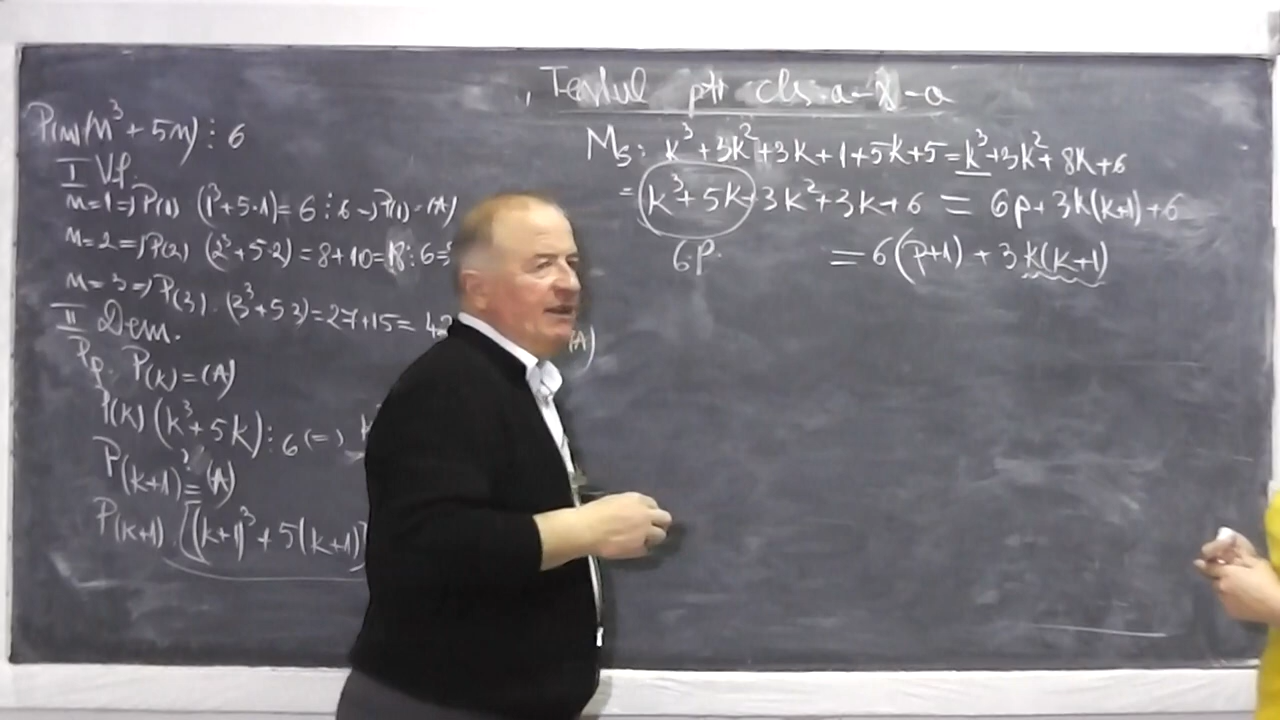 Testul ptr cls.a-X-a
P(n) (n³ + 5n) ⋮ 6
I Vf.
n=1 => P(1) (1³+5·1) = 6 ⋮ 6 -> P(1) - (A)
n=2 => P(2) (2³+5·2) = 8+10 = 18 ⋮ 6 =>
n=3 => P(3). (3³+5 3) = 27+15 = 42
(A)
II Dem.
Pp. P(k) = (A)
P(k) (k³+5k) ⋮ 6 (=)
P(k+1) ?= (A)
P(k+1) [(k+1)³ + 5(k+1)]
Ms: k³+3k²+3k+1+5k+5 = k³+3k²+8k+6
= k³+5k+3k²+3k+6 = 6p+3k(k+1)+6
6p.
= 6(p+1) + 3k(k+1)